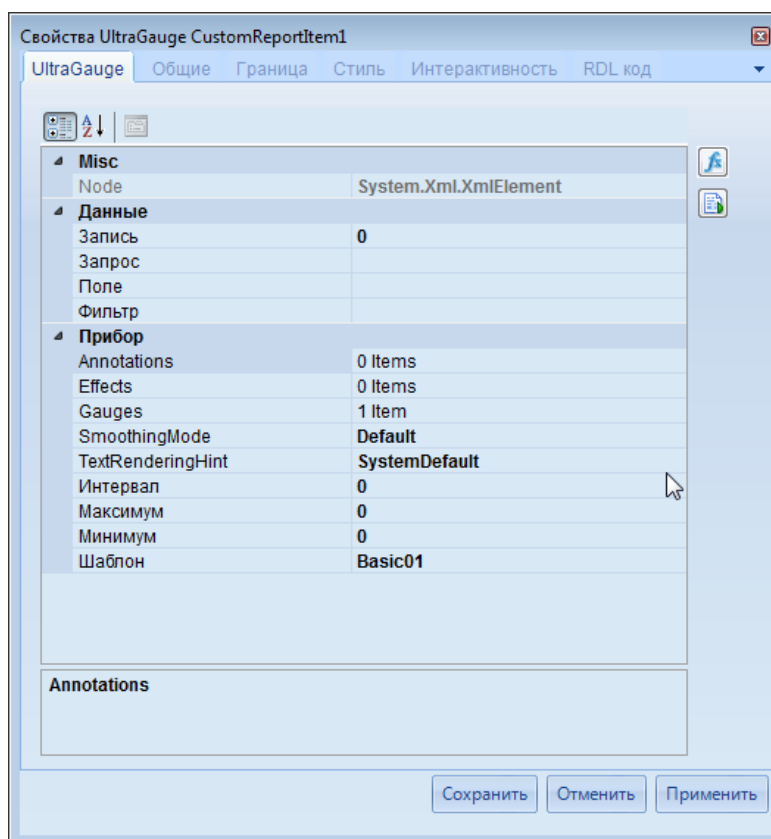 Свойства UltraGauge CustomReportItem1
UltraGauge Общие Граница Стиль Интерактивность RDL код
Misc
Node System.Xml.XmlElement
Данные
Запись 0
Запрос
Поле
Фильтр
Прибор
Annotations 0 Items
Effects 0 Items
Gauges 1 Item
SmoothingMode Default
TextRenderingHint SystemDefault
Интервал 0
Максимум 0
Минимум 0
Шаблон Basic01
Annotations
Сохранить Отменить Применить